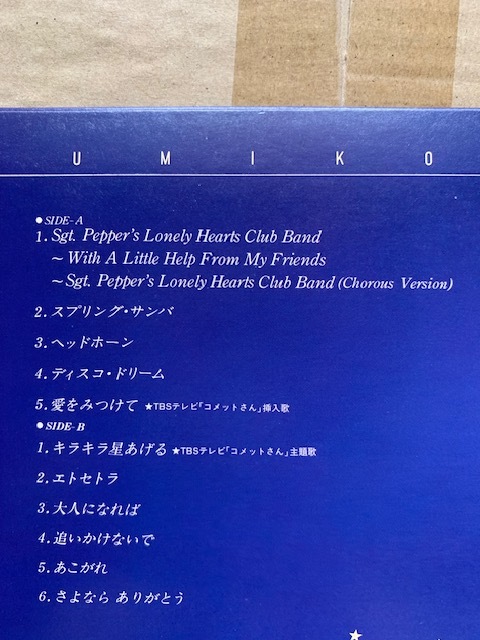 UMIKO
●SIDE-A
1. Sgt. Pepper's Lonely Hearts Club Band
~With A Little Help From My Friends
~Sgt. Pepper's Lonely Hearts Club Band (Chorous Version)
2. スプリング・サンバ
3. ヘッドホーン
4. ディスコ・ドリーム
5. 愛をみつけて ★TBSテレビ「コメットさん」挿入歌
●SIDE-B
1. キラキラ星あげる ★TBSテレビ「コメットさん」主題歌
2. エトセトラ
3. 大人になれば
4. 追いかけないで
5. あこがれ
6. さよなら ありがとう